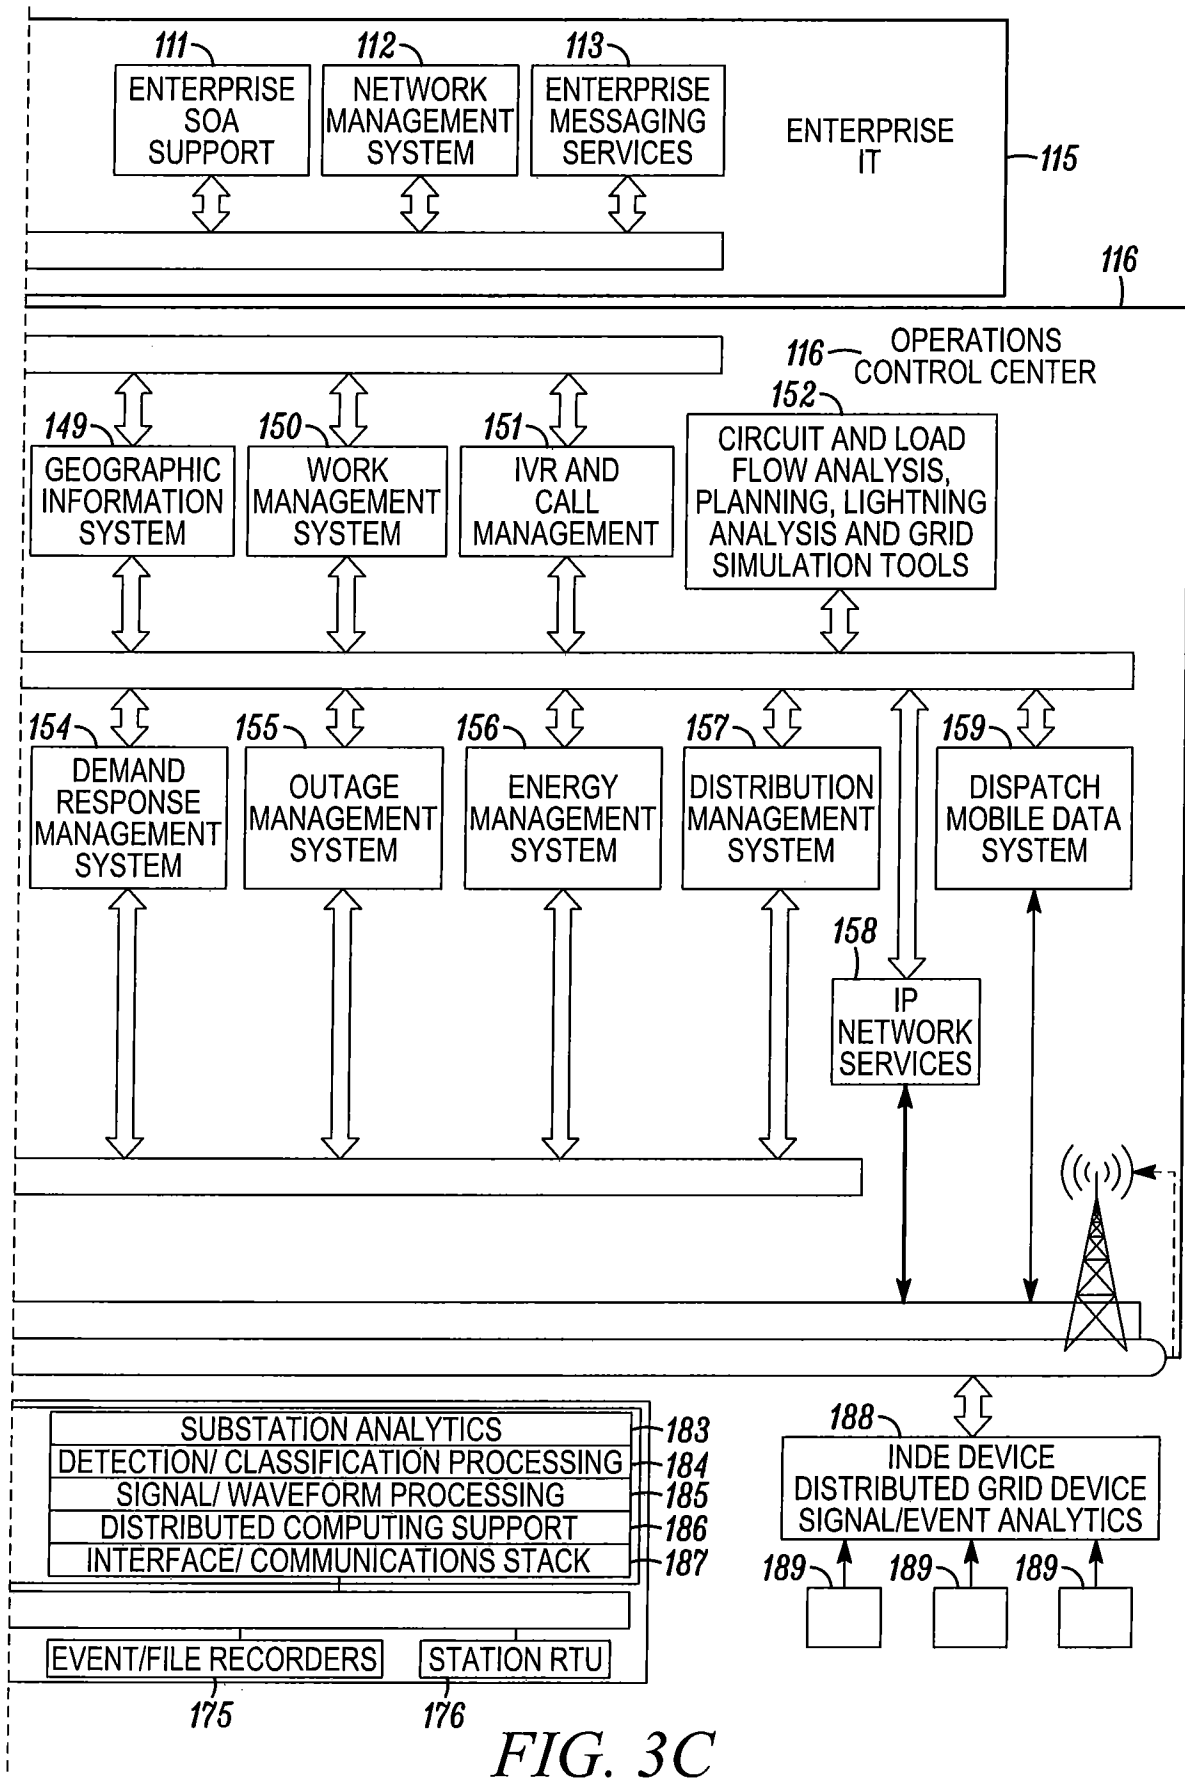 111
112
113
ENTERPRISE
SOA
SUPPORT
NETWORK
MANAGEMENT
SYSTEM
ENTERPRISE
MESSAGING
SERVICES
ENTERPRISE
IT
115
116
OPERATIONS
CONTROL CENTER
116
149
150
151
152
GEOGRAPHIC
INFORMATION
SYSTEM
WORK
MANAGEMENT
SYSTEM
IVR AND
CALL
MANAGEMENT
CIRCUIT AND LOAD
FLOW ANALYSIS,
PLANNING, LIGHTNING
ANALYSIS AND GRID
SIMULATION TOOLS
154
155
156
157
159
DEMAND
RESPONSE
MANAGEMENT
SYSTEM
OUTAGE
MANAGEMENT
SYSTEM
ENERGY
MANAGEMENT
SYSTEM
DISTRIBUTION
MANAGEMENT
SYSTEM
DISPATCH
MOBILE DATA
SYSTEM
158
IP
NETWORK
SERVICES
SUBSTATION ANALYTICS
183
DETECTION/ CLASSIFICATION PROCESSING
184
SIGNAL/ WAVEFORM PROCESSING
185
DISTRIBUTED COMPUTING SUPPORT
186
INTERFACE/ COMMUNICATIONS STACK
187
188
INDE DEVICE
DISTRIBUTED GRID DEVICE
SIGNAL/EVENT ANALYTICS
189
189
189
EVENT/FILE RECORDERS
STATION RTU
175
176
FIG. 3C